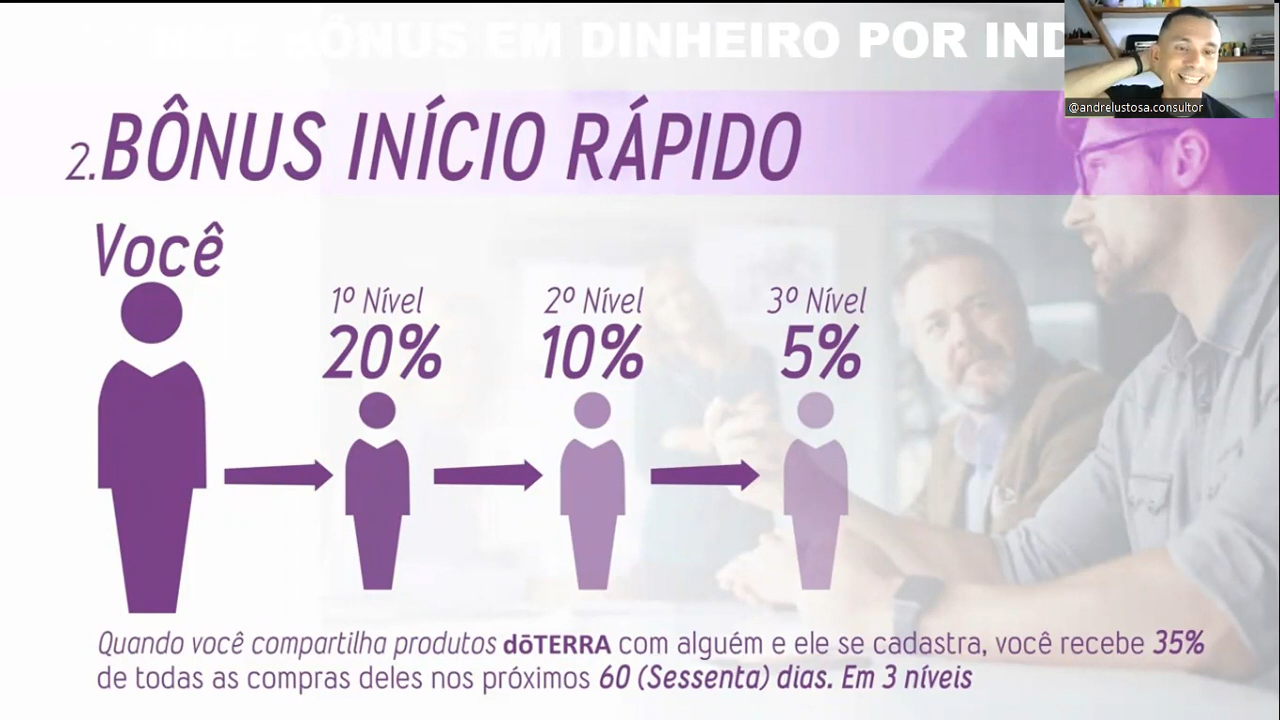 BÔNUS EM DINHEIRO POR IND
@andrelustosa.consultor
2.BÔNUS INÍCIO RÁPIDO
Você
1º Nível 2º Nível 3º Nível
20% 10% 5%
Quando você compartilha produtos dōTERRA com alguém e ele se cadastra, você recebe 35%
de todas as compras deles nos próximos 60 (Sessenta) dias. Em 3 níveis